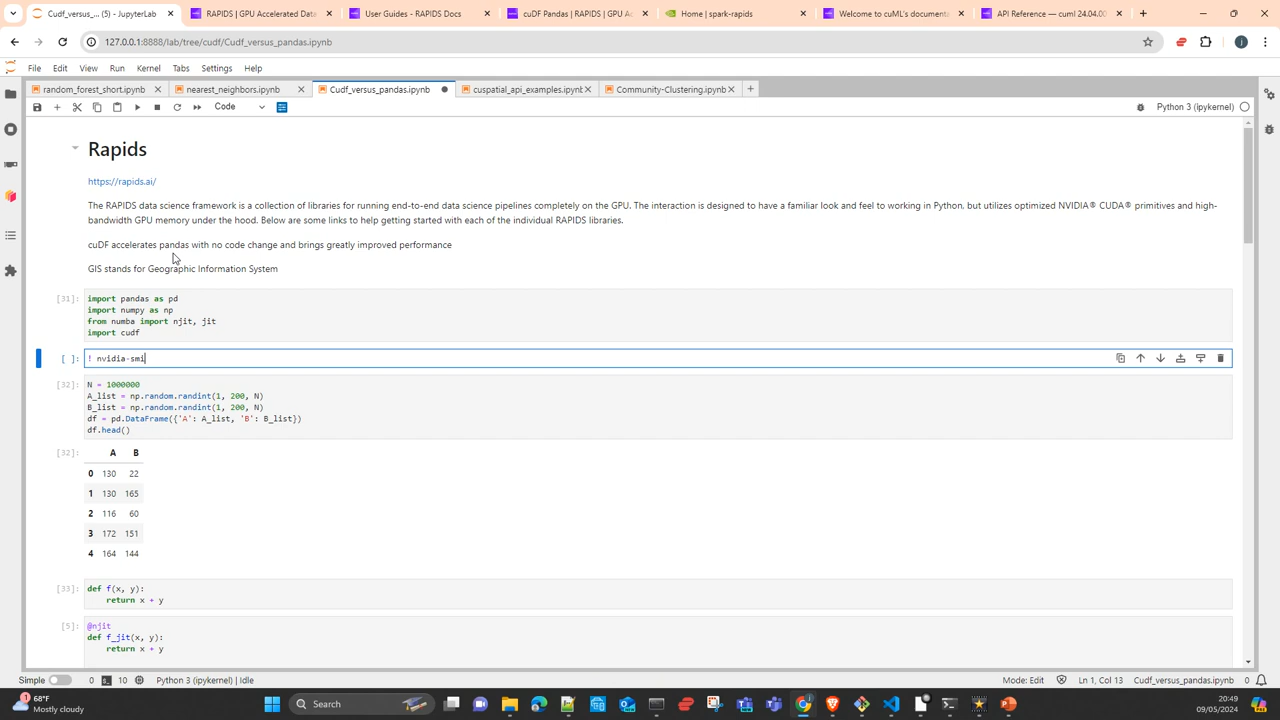 Cudf_versus_... (5) - JupyterLab
RAPIDS | GPU Accelerated Data
User Guides - RAPIDS Docs
cuDF Pandas | RAPIDS | GPU Ac
Home | spark-rapids
Welcome to cuML's documenta
API Reference — cuml 24.04.00
127.0.0.1:8888/lab/tree/cudf/Cudf_versus_pandas.ipynb
File Edit View Run Kernel Tabs Settings Help
random_forest_short.ipynb
nearest_neighbors.ipynb
Cudf_versus_pandas.ipynb
cuspatial_api_examples.ipynb
Community-Clustering.ipynb
Code
Python 3 (ipykernel)
Rapids
https://rapids.ai/
The RAPIDS data science framework is a collection of libraries for running end-to-end data science pipelines completely on the GPU. The interaction is designed to have a familiar look and feel to working in Python, but utilizes optimized NVIDIA® CUDA® primitives and high-
bandwidth GPU memory under the hood. Below are some links to help getting started with each of the individual RAPIDS libraries.
cuDF accelerates pandas with no code change and brings greatly improved performance
GIS stands for Geographic Information System
[31]: import pandas as pd
import numpy as np
from numba import njit, jit
import cudf
[ ]: ! nvidia-smi
[32]: N = 1000000
A_list = np.random.randint(1, 200, N)
B_list = np.random.randint(1, 200, N)
df = pd.DataFrame({'A': A_list, 'B': B_list})
df.head()
[32]: A B
0 130 22
1 130 165
2 116 60
3 172 151
4 164 144
[33]: def f(x, y):
return x + y
[5]: @njit
def f_jit(x, y):
return x + y
Simple 0 10 Python 3 (ipykernel) | Idle
Mode: Edit Ln 1, Col 13 Cudf_versus_pandas.ipynb 0
1
68°F
Mostly cloudy
Search
20:49
09/05/2024